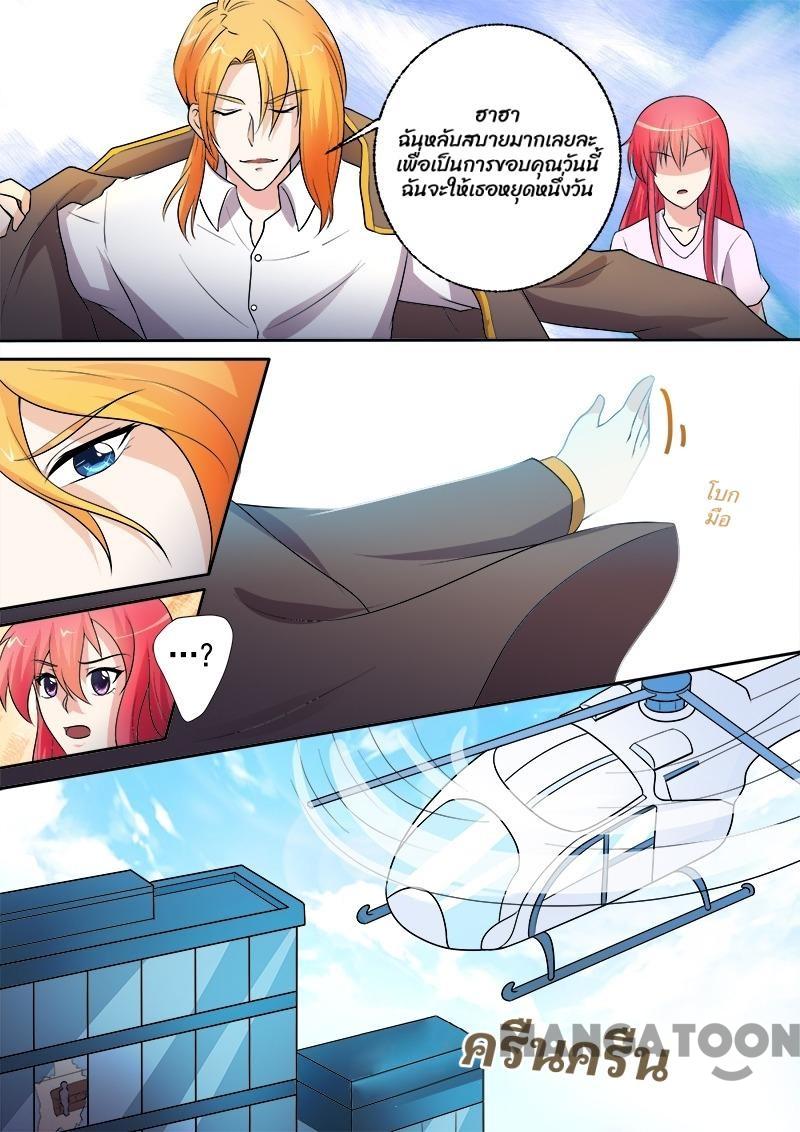 ฮาฮา
ฉันหลับสบายมากเลยละ
เพื่อเป็นการขอบคุณวันนี้
ฉันจะให้เธอหยุดหนึ่งวัน
โบก
มือ
...?
ครืนครืน
MANGATOON